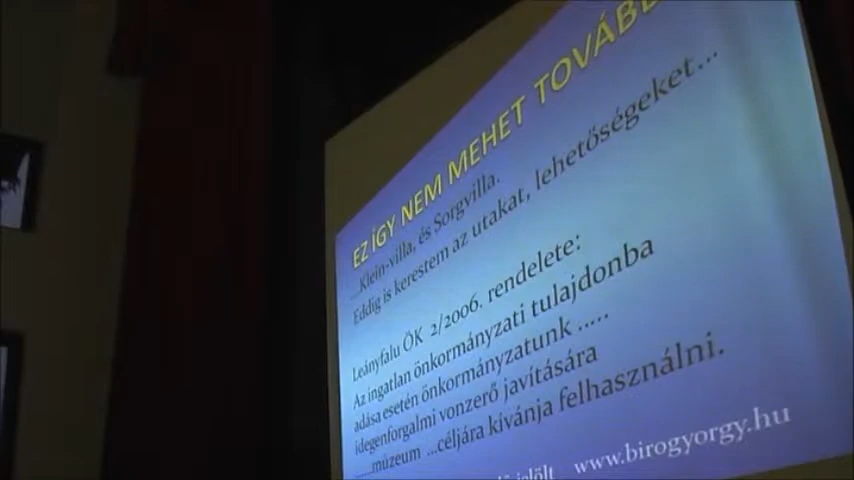 EZ ÍGY NEM MEHET TOVÁBB
...Klein-villa, és Sorgvilla.
Eddig is kerestem az utakat, lehetőségeket...
Leányfalu ÖK 2/2006. rendelete:
Az ingatlan önkormányzati tulajdonba
adása esetén önkormányzatunk .....
idegenforgalmi vonzerő javítására
....múzeum ...céljára kívánja felhasználni.
www.birogyorgy.hu